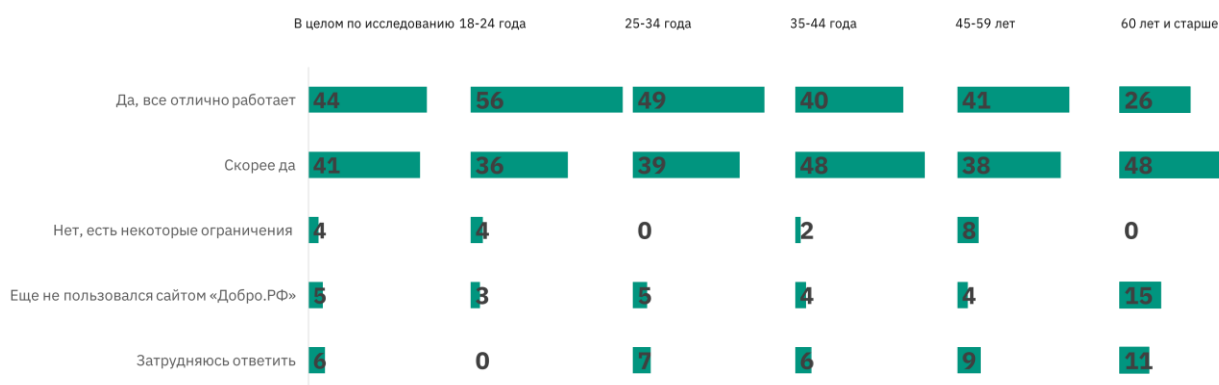 В целом по исследованию 18-24 года 25-34 года 35-44 года 45-59 лет 60 лет и старше
Да, все отлично работает 44 56 49 40 41 26
Скорее да 41 36 39 48 38 48
Нет, есть некоторые ограничения 4 4 0 2 8 0
Еще не пользовался сайтом «Добро.РФ» 5 3 5 4 4 15
Затрудняюсь ответить 6 0 7 6 9 11